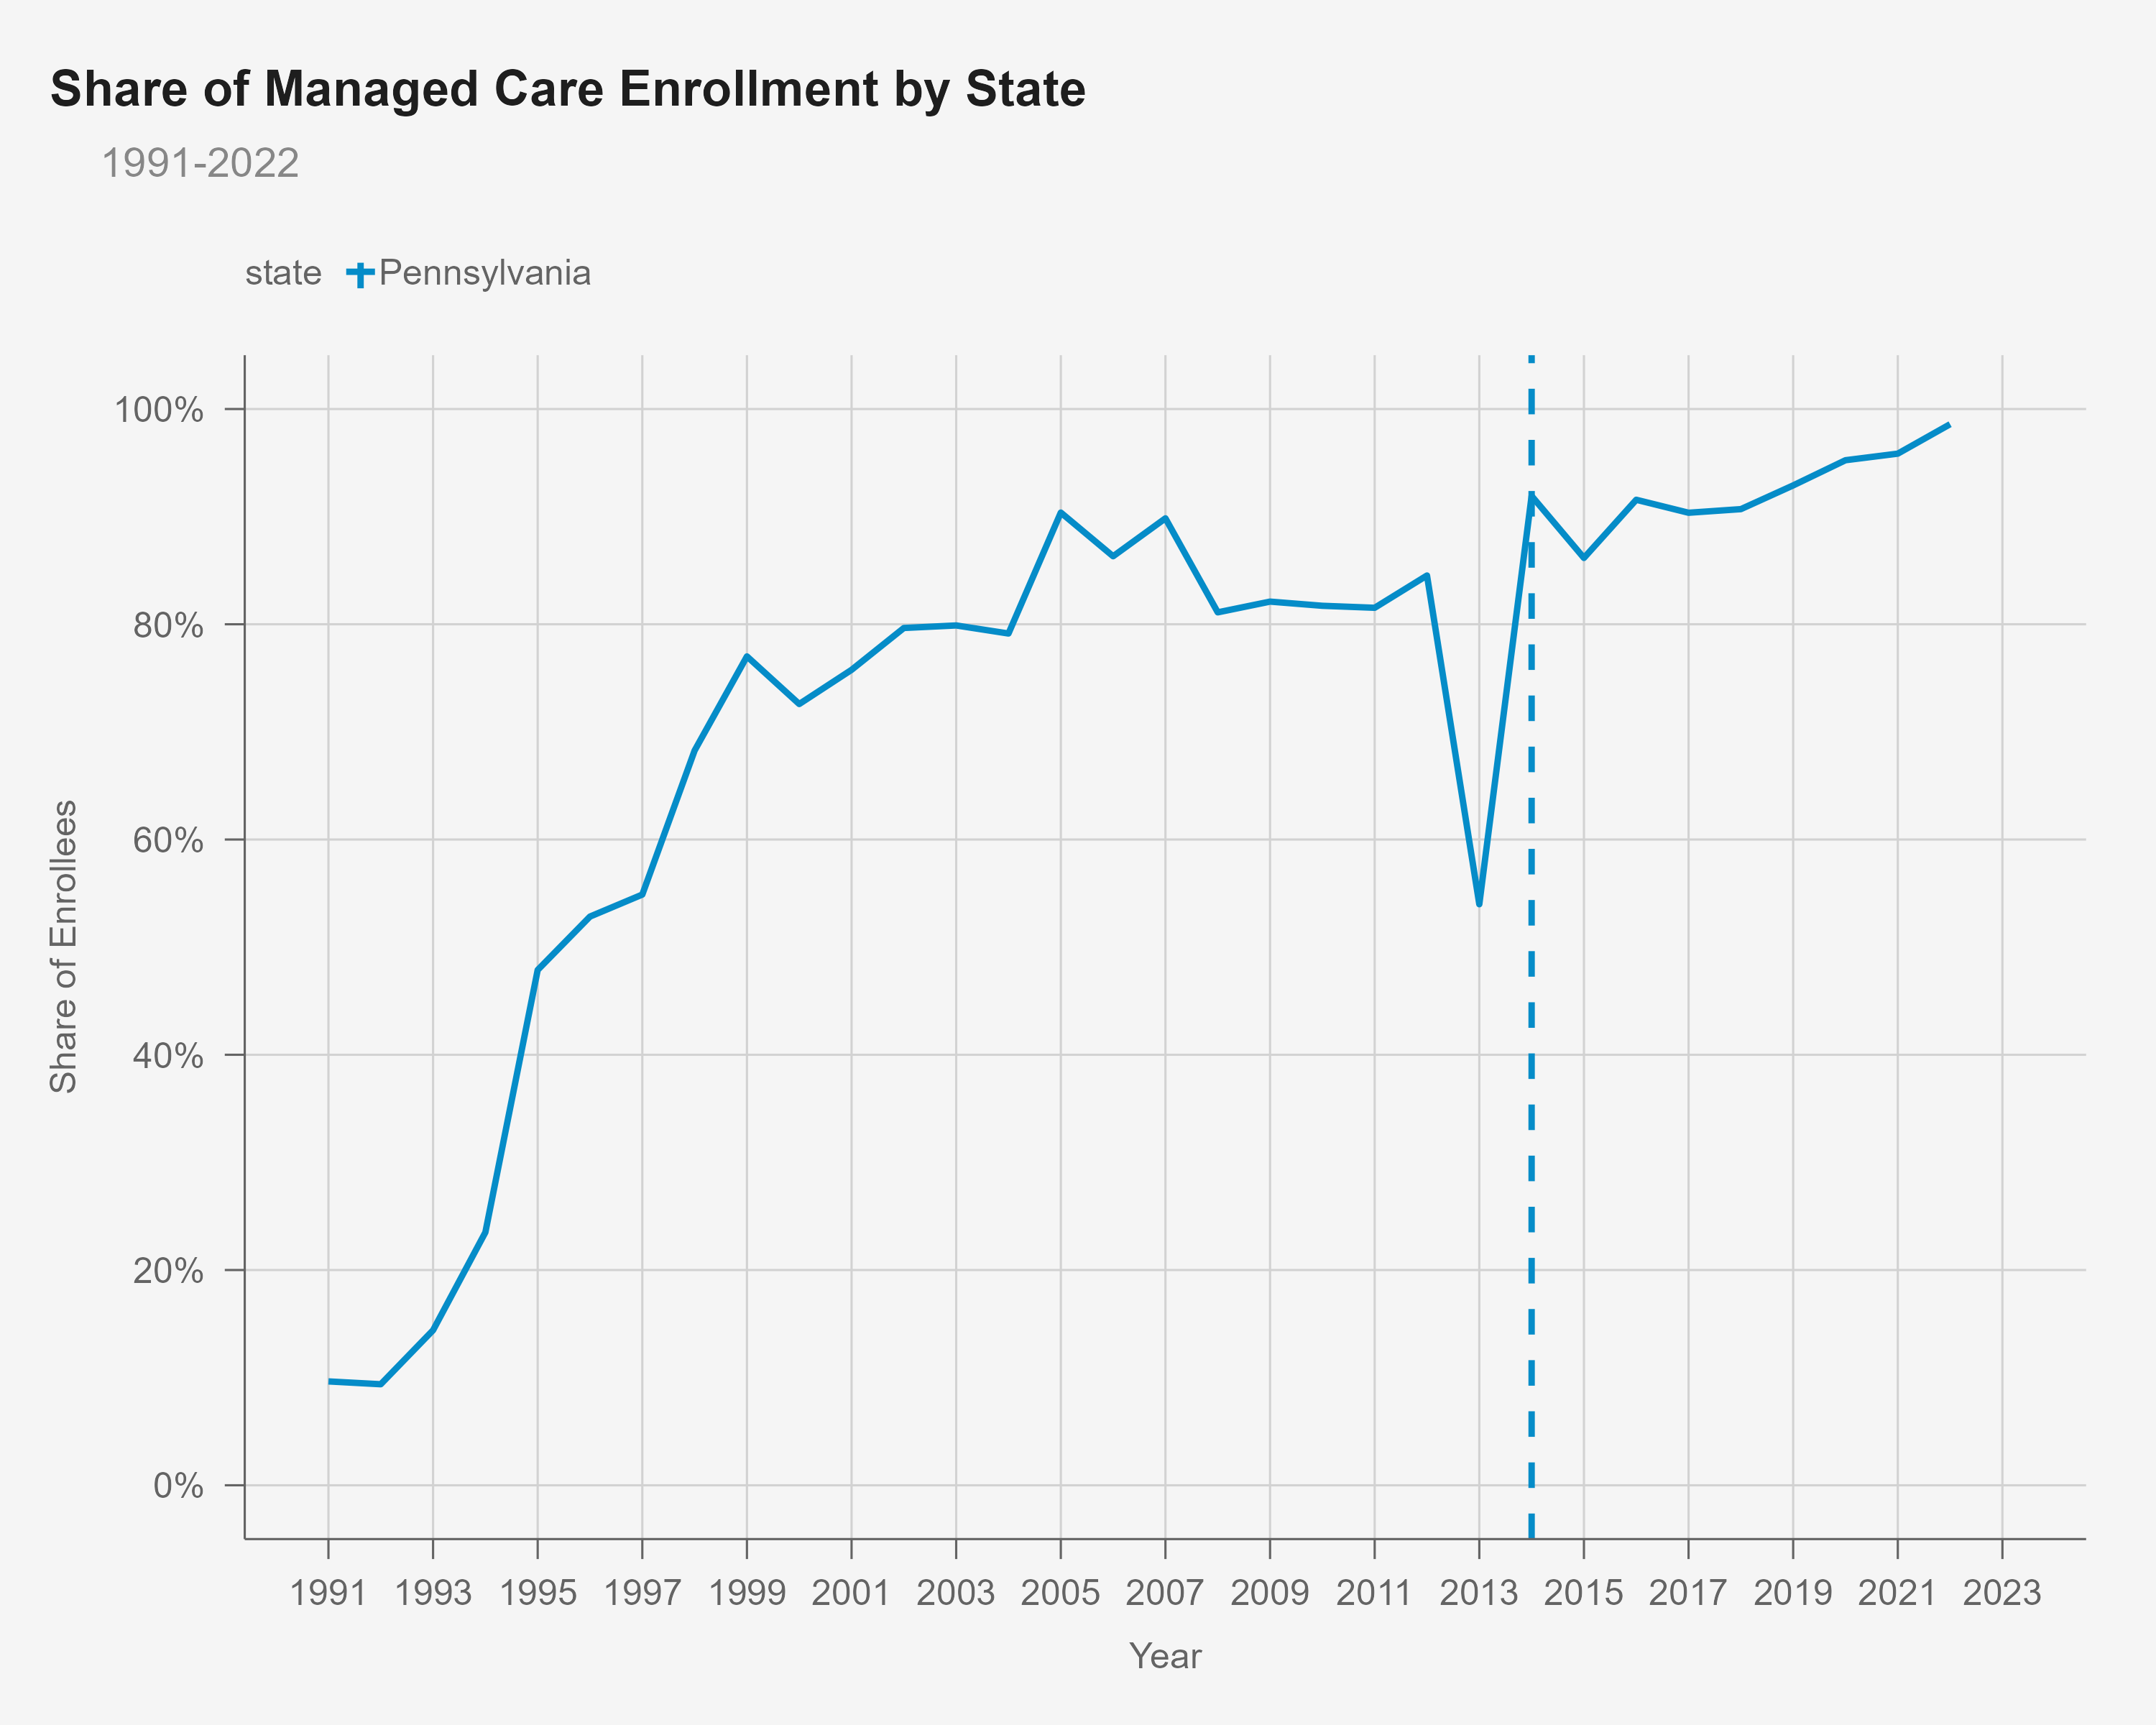 Share of Managed Care Enrollment by State
1991-2022
state Pennsylvania
100%
80%
60%
40%
20%
0%
Share of Enrollees
1991 1993 1995 1997 1999 2001 2003 2005 2007 2009 2011 2013 2015 2017 2019 2021 2023
Year